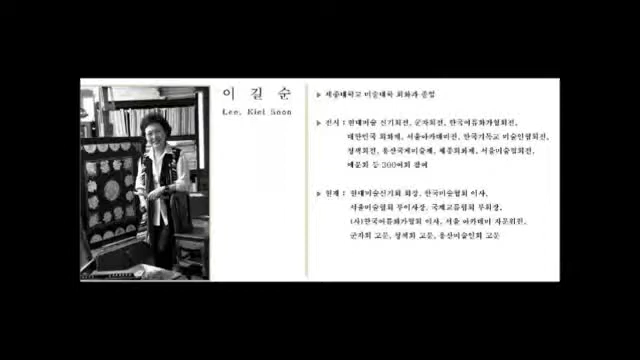 이 길 순
Lee, Kiel Soon
▷ 세종대학교 미술대학 회화과 졸업
▷ 전시 : 현대미술 신기회전, 군자회전, 한국여류화가협회전,
대한민국 회화제, 서울아카데미전, 한국기독교 미술인협회전,
청색회전, 용산국제미술제, 세종회화제, 서울미술협회전,
예문회 등 300여회 참여
▷ 현재 : 현대미술신기회 회장, 한국미술협회 이사,
서울미술협회 부이사장, 국제교류협회 부회장,
(사)한국여류화가협회 이사, 서울 아카데미 자문위원,
군자회 고문, 청색회 고문, 용산미술인회 고문